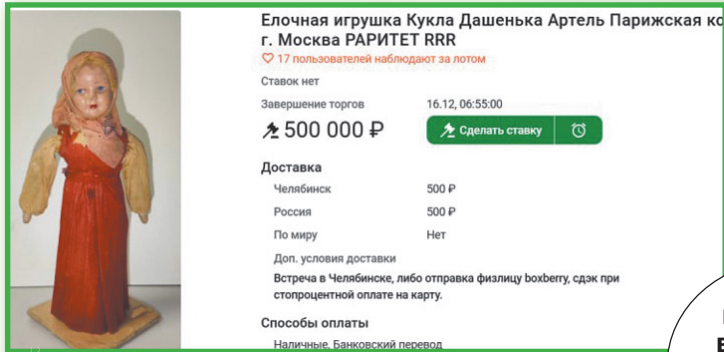 Елочная игрушка Кукла Дашенька Артель Парижская
г. Москва РАРИТЕТ RRR
17 пользователей наблюдают за лотом
Ставок нет
Завершение торгов 16.12, 06:55:00
500 000 ₽ Сделать ставку
Доставка
Челябинск 500 ₽
Россия 500 ₽
По миру Нет
Доп. условия доставки
Встреча в Челябинске, либо отправка физлицу boxberry, сдэк при
стопроцентной оплате на карту.
Способы оплаты
Наличные, Банковский перевод